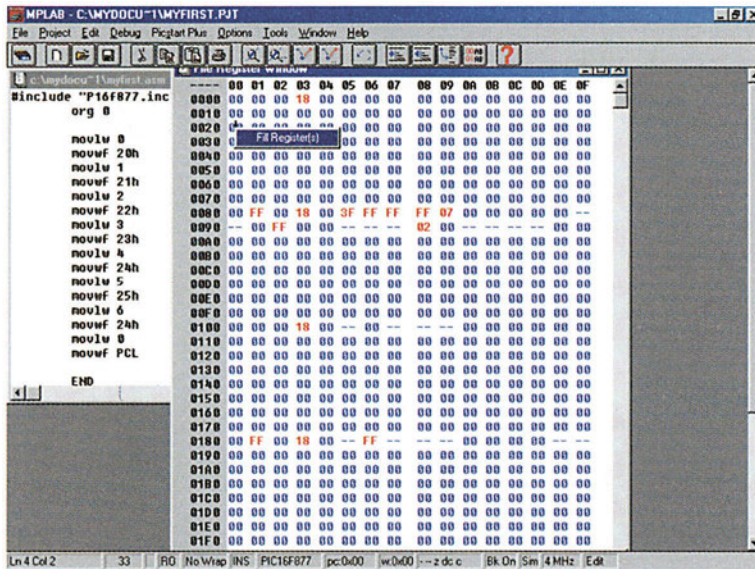 MPLAB - C:\MYDOCU~1\MYFIRST.PJT
File Project Edit Debug Picstart Plus Options Tools Window Help
c:\mydocu~1\myfirst.asm
#include "P16f877.inc
org 0
movlw 0
movwf 20h
movlw 1
movwf 21h
movlw 2
movwf 22h
movlw 3
movwf 23h
movlw 4
movwf 24h
movlw 5
movwf 25h
movlw 6
movwf 24h
movlw 0
movwf PCL
END
File Register Window
---- 00 01 02 03 04 05 06 07 08 09 0A 0B 0C 0D 0E 0F
0000 00 00 00 18 00 00 00 00 00 00 00 00 00 00 00 00
0010 00 00 00 00 00 00 00 00 00 00 00 00 00 00 00 00
0020 00 00 00 00 00 00 00 00 00 00 00 00 00 00 00
Fill Register(s)
0030 00 00 00 00 00 00 00 00 00
0040 00 00 00 00 00 00 00 00 00 00 00 00 00 00 00 00
0050 00 00 00 00 00 00 00 00 00 00 00 00 00 00 00 00
0060 00 00 00 00 00 00 00 00 00 00 00 00 00 00 00 00
0070 00 00 00 00 00 00 00 00 00 00 00 00 00 00 00 00
0080 00 FF 00 18 00 3F FF FF FF 07 00 00 00 00 00 --
0090 -- 00 FF 00 00 -- -- -- 02 00 -- -- -- -- 00 00
00A0 00 00 00 00 00 00 00 00 00 00 00 00 00 00 00 00
00B0 00 00 00 00 00 00 00 00 00 00 00 00 00 00 00 00
00C0 00 00 00 00 00 00 00 00 00 00 00 00 00 00 00 00
00D0 00 00 00 00 00 00 00 00 00 00 00 00 00 00 00 00
00E0 00 00 00 00 00 00 00 00 00 00 00 00 00 00 00 00
00F0 00 00 00 00 00 00 00 00 00 00 00 00 00 00 00 00
0100 00 00 00 18 00 -- 00 -- -- -- 00 00 00 00 00 00
0110 00 00 00 00 00 00 00 00 00 00 00 00 00 00 00 00
0120 00 00 00 00 00 00 00 00 00 00 00 00 00 00 00 00
0130 00 00 00 00 00 00 00 00 00 00 00 00 00 00 00 00
0140 00 00 00 00 00 00 00 00 00 00 00 00 00 00 00 00
0150 00 00 00 00 00 00 00 00 00 00 00 00 00 00 00 00
0160 00 00 00 00 00 00 00 00 00 00 00 00 00 00 00 00
0170 00 00 00 00 00 00 00 00 00 00 00 00 00 00 00 00
0180 00 FF 00 18 00 -- FF -- -- -- 00 00 00 00 -- --
0190 00 00 00 00 00 00 00 00 00 00 00 00 00 00 00 00
01A0 00 00 00 00 00 00 00 00 00 00 00 00 00 00 00 00
01B0 00 00 00 00 00 00 00 00 00 00 00 00 00 00 00 00
01C0 00 00 00 00 00 00 00 00 00 00 00 00 00 00 00 00
01D0 00 00 00 00 00 00 00 00 00 00 00 00 00 00 00 00
01E0 00 00 00 00 00 00 00 00 00 00 00 00 00 00 00 00
01F0 00 00 00 00 00 00 00 00 00 00 00 00 00 00 00 00
Ln 4 Col 2 33 RO No Wrap INS PIC16F877 pc:0x00 w:0x00 -- z dc c Bk On Sim 4 MHz Edit